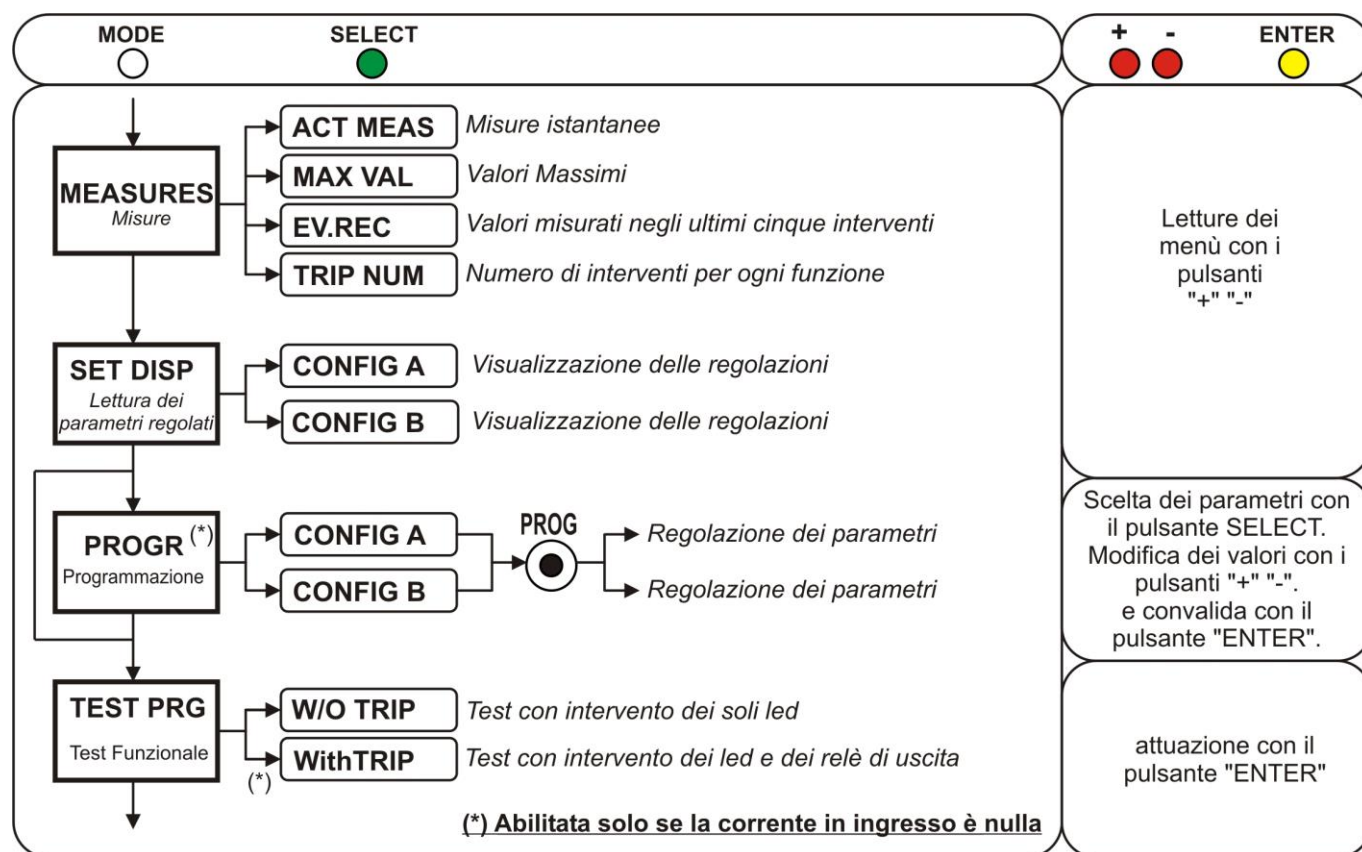 MODE
SELECT
+ -
ENTER
MEASURES
Misure
ACT MEAS
Misure istantanee
MAX VAL
Valori Massimi
EV.REC
Valori misurati negli ultimi cinque interventi
TRIP NUM
Numero di interventi per ogni funzione
Letture dei
menù con i
pulsanti
"+" "-"
SET DISP
Lettura dei
parametri regolati
CONFIG A
Visualizzazione delle regolazioni
CONFIG B
Visualizzazione delle regolazioni
PROGR (*)
Programmazione
CONFIG A
CONFIG B
PROG
Regolazione dei parametri
Regolazione dei parametri
Scelta dei parametri con
il pulsante SELECT.
Modifica dei valori con i
pulsanti "+" "-".
e convalida con il
pulsante "ENTER".
TEST PRG
Test Funzionale
W/O TRIP
Test con intervento dei soli led
(*)
WithTRIP
Test con intervento dei led e dei relè di uscita
attuazione con il
pulsante "ENTER"
(*) Abilitata solo se la corrente in ingresso è nulla